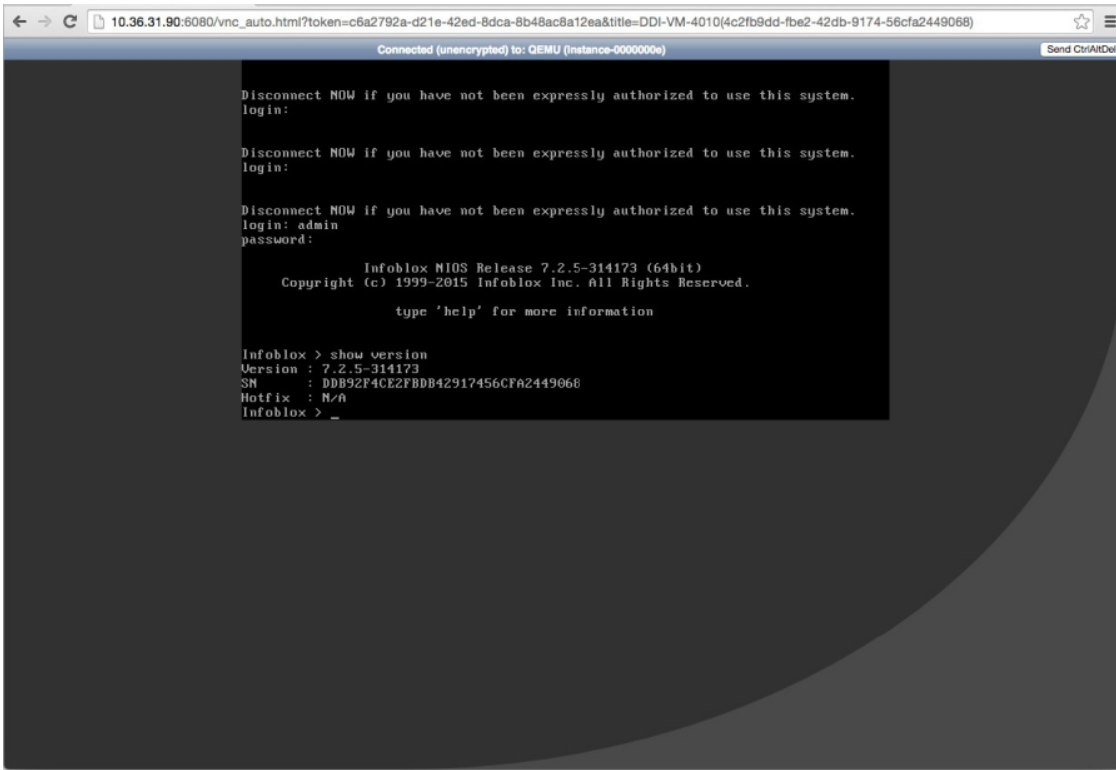 10.36.31.90:6080/vnc_auto.html?token=c6a2792a-d21e-42ed-8dca-8b48ac8a12ea&title=DDI-VM-4010(4c2fb9dd-fbe2-42db-9174-56cfa2449068)
Connected (unencrypted) to: QEMU (instance-0000000e)
Send CtrlAltDel
Disconnect NOW if you have not been expressly authorized to use this system.
login:
Disconnect NOW if you have not been expressly authorized to use this system.
login:
Disconnect NOW if you have not been expressly authorized to use this system.
login: admin
password:
Infoblox NIOS Release 7.2.5-314173 (64bit)
Copyright (c) 1999-2015 Infoblox Inc. All Rights Reserved.
type 'help' for more information
Infoblox > show version
Version : 7.2.5-314173
SN : DDB92F4CE2FBDB42917456CFA2449068
Hotfix : N/A
Infoblox > _